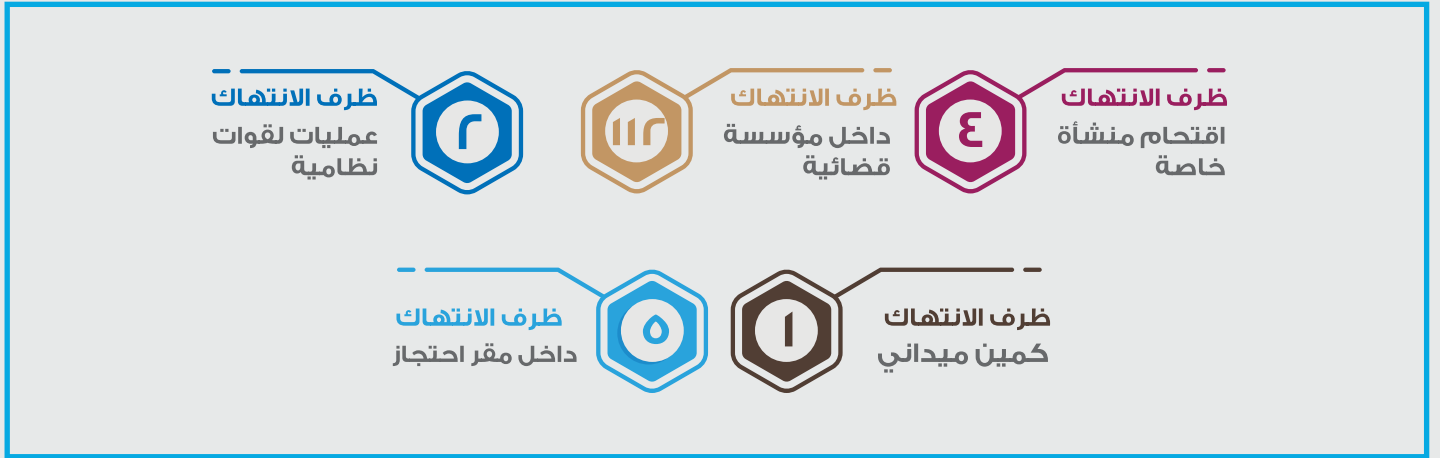 ظرف الانتهاك
اقتحام منشأة
خاصة
٤
ظرف الانتهاك
داخل مؤسسة
قضائية
١١٢
ظرف الانتهاك
عمليات لقوات
نظامية
٢
ظرف الانتهاك
كمين ميداني
١
ظرف الانتهاك
داخل مقر احتجاز
٥